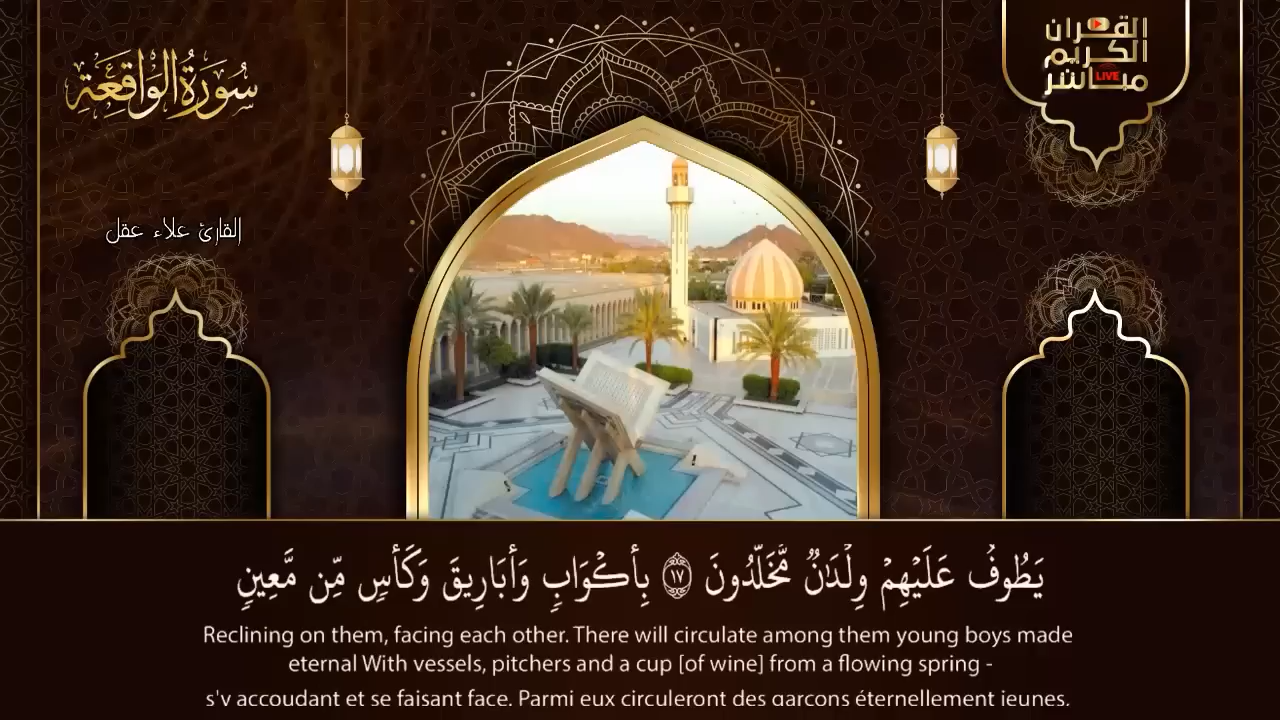 سُورَةُ الوَاقِعَة
القرآن
الكريم
مباشر
LIVE
القارئ علاء عقل
يَطُوفُ عَلَيْهِمْ وِلْدَٰنٌ مُّخَلَّدُونَ ١٧ بِأَكْوَابٍ وَأَبَارِيقَ وَكَأْسٍ مِّن مَّعِينٍ
Reclining on them, facing each other. There will circulate among them young boys made
eternal With vessels, pitchers and a cup [of wine] from a flowing spring -
s'y accoudant et se faisant face. Parmi eux circuleront des garçons éternellement jeunes,